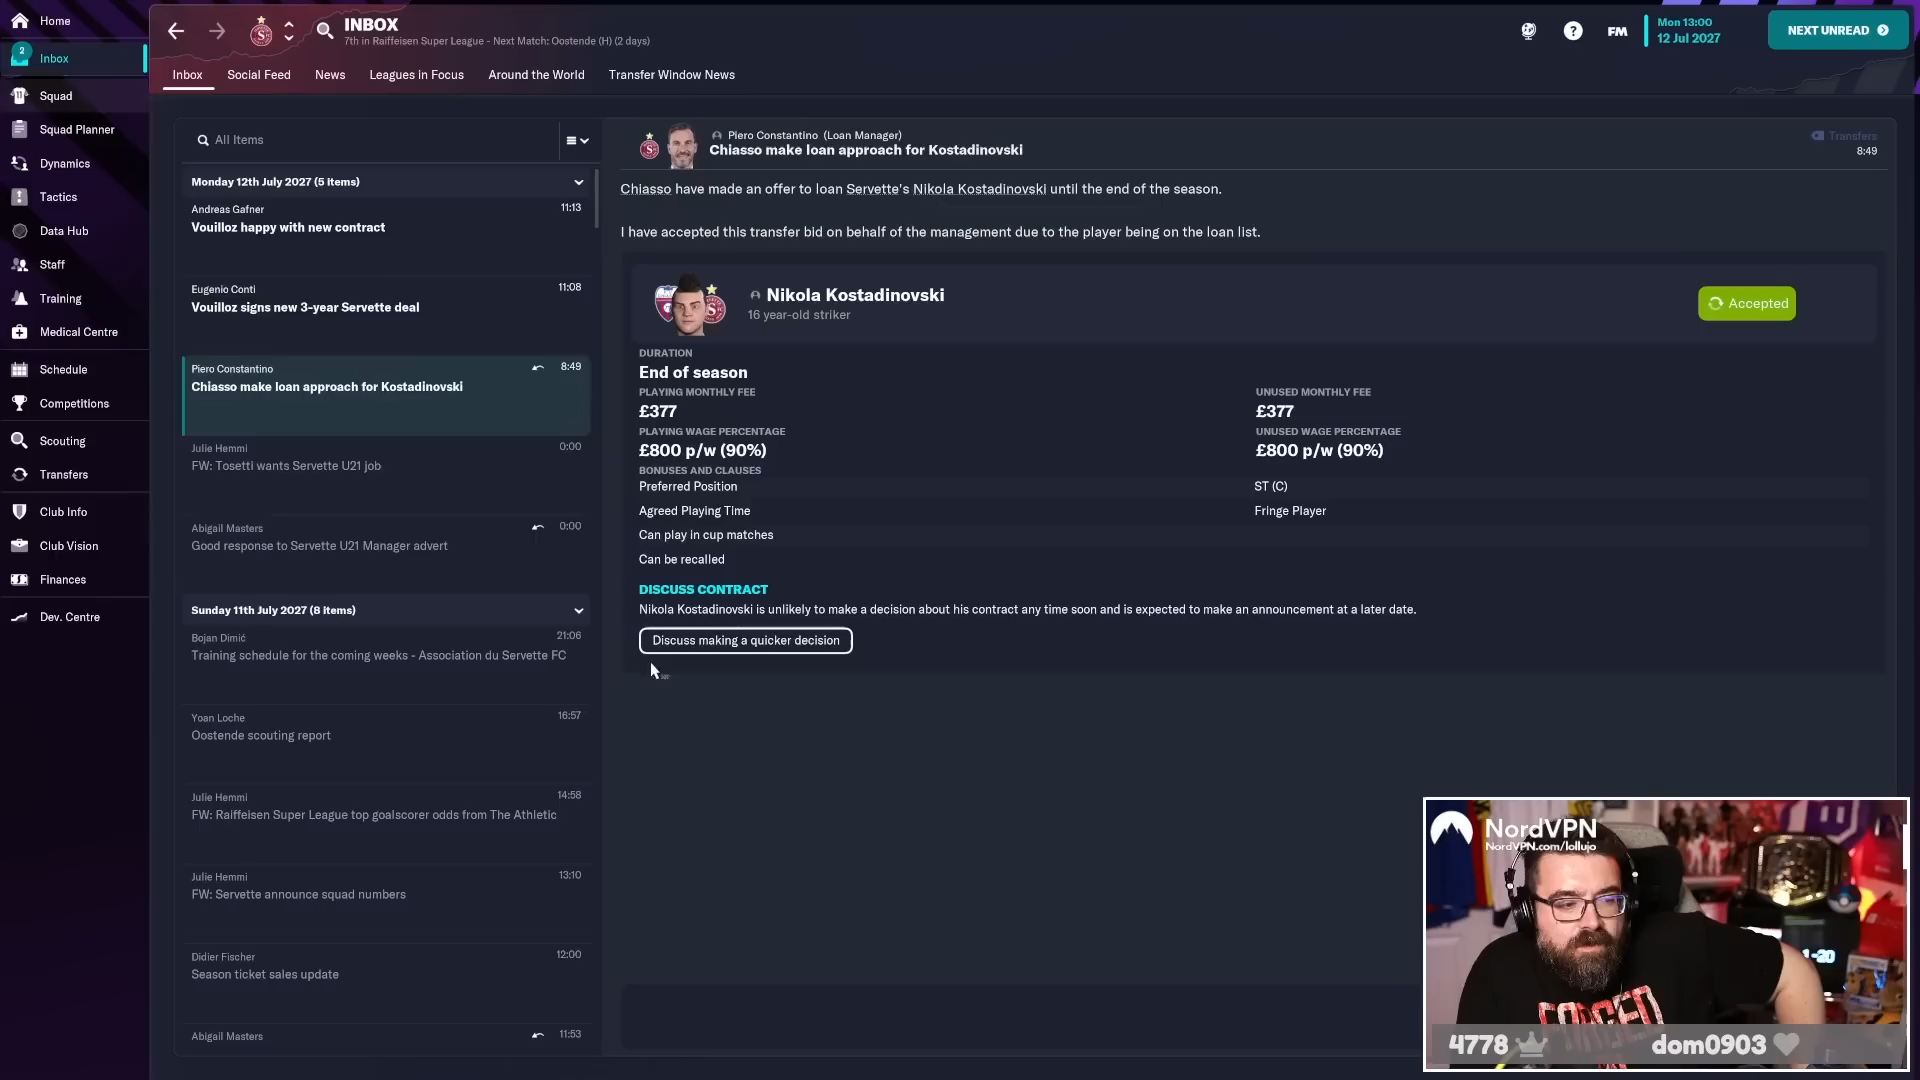 Home
2
Inbox
Squad
Squad Planner
Dynamics
Tactics
Data Hub
Staff
Training
Medical Centre
Schedule
Competitions
Scouting
Transfers
Club Info
Club Vision
Finances
Dev. Centre
INBOX
7th in Raiffeisen Super League - Next Match: Oostende (H) (2 days)
FM
Mon 13:00
12 Jul 2027
NEXT UNREAD
Inbox
Social Feed
News
Leagues in Focus
Around the World
Transfer Window News
All Items
Monday 12th July 2027 (5 items)
Andreas Gafner
11:13
Vouilloz happy with new contract
Eugenio Conti
11:08
Vouilloz signs new 3-year Servette deal
Piero Constantino
8:49
Chiasso make loan approach for Kostadinovski
Julie Hemmi
0:00
FW: Tosetti wants Servette U21 job
Abigail Masters
0:00
Good response to Servette U21 Manager advert
Sunday 11th July 2027 (8 items)
Bojan Dimić
21:06
Training schedule for the coming weeks - Association du Servette FC
Yoan Loche
16:57
Oostende scouting report
Julie Hemmi
14:58
FW: Raiffeisen Super League top goalscorer odds from The Athletic
Julie Hemmi
13:10
FW: Servette announce squad numbers
Didier Fischer
12:00
Season ticket sales update
Abigail Masters
11:53
Piero Constantino (Loan Manager)
Chiasso make loan approach for Kostadinovski
Transfers
8:49
Chiasso have made an offer to loan Servette's Nikola Kostadinovski until the end of the season.
I have accepted this transfer bid on behalf of the management due to the player being on the loan list.
Nikola Kostadinovski
16 year-old striker
Accepted
DURATION
End of season
PLAYING MONTHLY FEE
UNUSED MONTHLY FEE
£377
£377
PLAYING WAGE PERCENTAGE
UNUSED WAGE PERCENTAGE
£800 p/w (90%)
£800 p/w (90%)
BONUSES AND CLAUSES
Preferred Position
ST (C)
Agreed Playing Time
Fringe Player
Can play in cup matches
Can be recalled
DISCUSS CONTRACT
Nikola Kostadinovski is unlikely to make a decision about his contract any time soon and is expected to make an announcement at a later date.
Discuss making a quicker decision
NordVPN
NordVPN.com/lollujo
FORCED
4778
dom0903